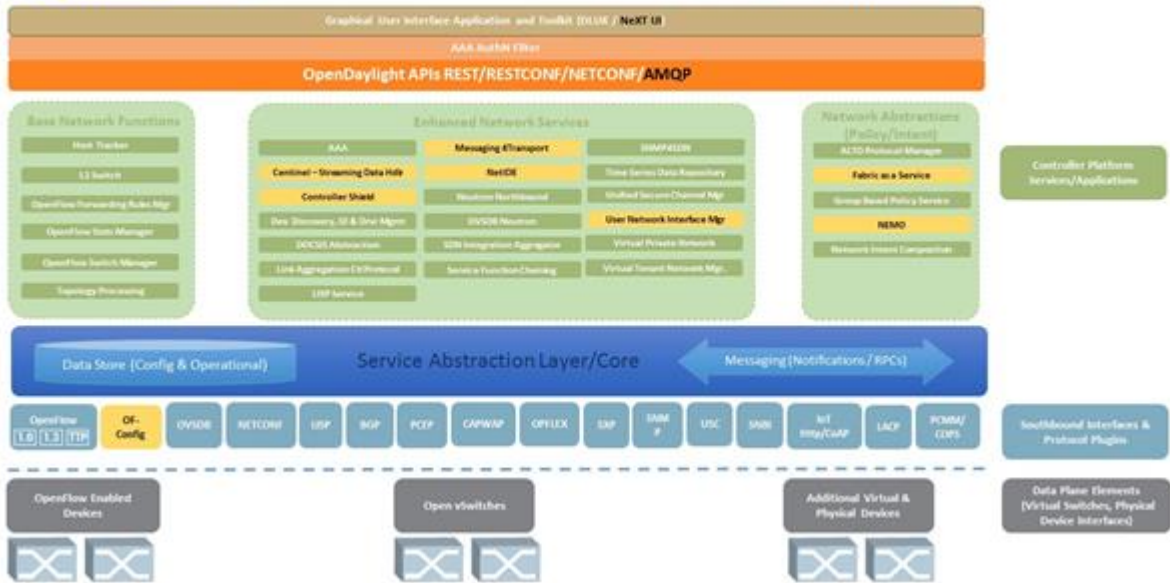 Graphical User Interface Application and Toolkit (DLUX / NeXT UI)
AAA AuthN Filter
OpenDaylight APIs REST/RESTCONF/NETCONF/AMQP
Base Network Functions
Host Tracker
L2 Switch
OpenFlow Forwarding Rules Mgr
OpenFlow Stats Manager
OpenFlow Switch Manager
Topology Processing
Enhanced Network Services
AAA
Centinel – Streaming Data Hdlr
Controller Shield
Dev. Discovery, ID & Drvr Mgmt
DOCSIS Abstraction
Link Aggregation Ctl Protocol
LISP Service
Messaging 4Transport
NetIDE
Neutron Northbound
OVSDB Neutron
SDN Integration Aggregator
Service Function Chaining
SNMP4SDN
Time Series Data Repository
Unified Secure Channel Mgr
User Network Interface Mgr
Virtual Private Network
Virtual Tenant Network Mgr.
Network Abstractions
(Policy/Intent)
ALTO Protocol Manager
Fabric as a Service
Group Based Policy Service
NEMO
Network Intent Composition
Controller Platform
Services/Applications
Data Store (Config & Operational)
Service Abstraction Layer/Core
Messaging (Notifications / RPCs)
OpenFlow
1.0 1.3 TTP
OF-
Config
OVSDB
NETCONF
LISP
BGP
PCEP
CAPWAP
OPFLEX
SXP
SNM
P
USC
SNBI
IoT
Http/CoAP
LACP
PCMM/
COPS
Southbound Interfaces &
Protocol Plugins
OpenFlow Enabled
Devices
Open vSwitches
Additional Virtual &
Physical Devices
Data Plane Elements
(Virtual Switches, Physical
Device Interfaces)